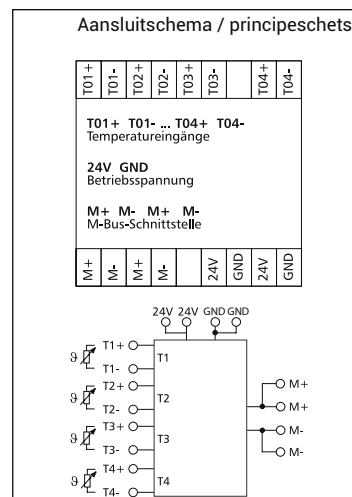 Aansluitschema / principeschets
T01+ T01- T02+ T02- T03+ T03- T04+ T04-
T01+ T01- ... T04+ T04-
Temperatureingänge
24V GND
Betriebsspannung
M+ M- M+ M-
M-Bus-Schnittstelle
M+ M- M+ M- 24V GND 24V GND
24V 24V GND GND
ϑ T1+
T1
T1-
ϑ T2+
T2
T2-
M+
M+
ϑ T3+
T3
T3-
M-
M-
ϑ T4+
T4
T4-